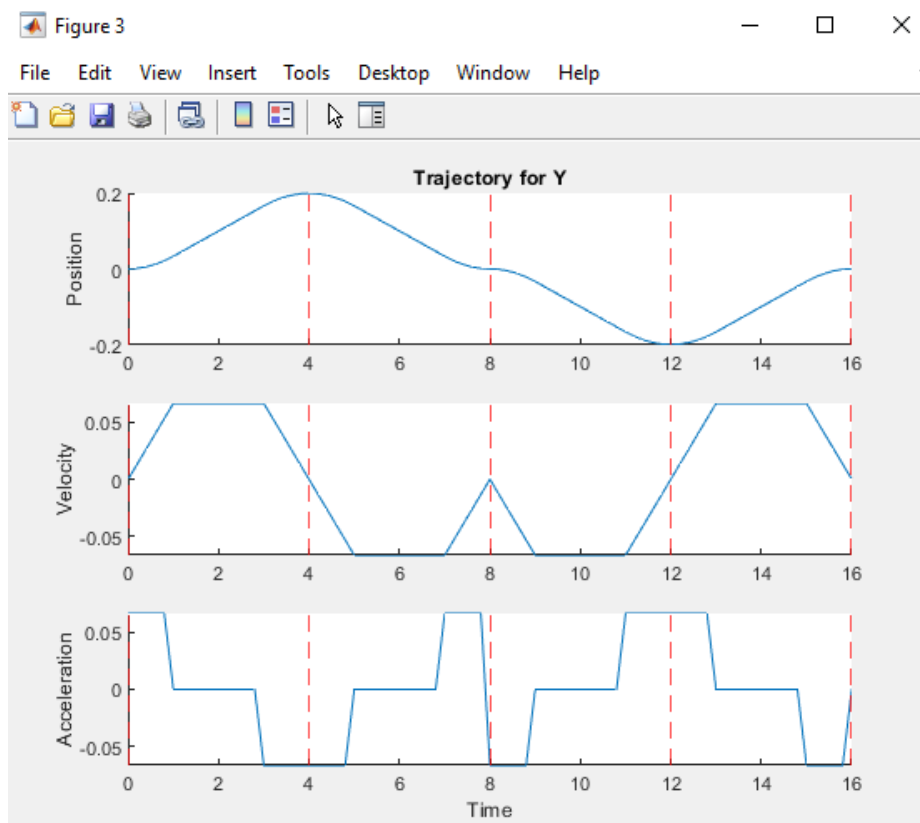 Figure 3
File Edit View Insert Tools Desktop Window Help
Trajectory for Y
Position
0.2
0
-0.2
0 2 4 6 8 10 12 14 16
Velocity
0.05
0
-0.05
0 2 4 6 8 10 12 14 16
Acceleration
0.05
0
-0.05
0 2 4 6 8 10 12 14 16
Time